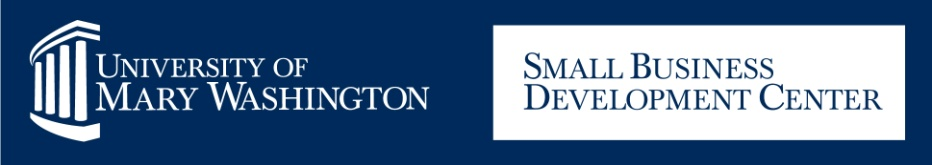 UNIVERSITY OF
MARY WASHINGTON
SMALL BUSINESS
DEVELOPMENT CENTER